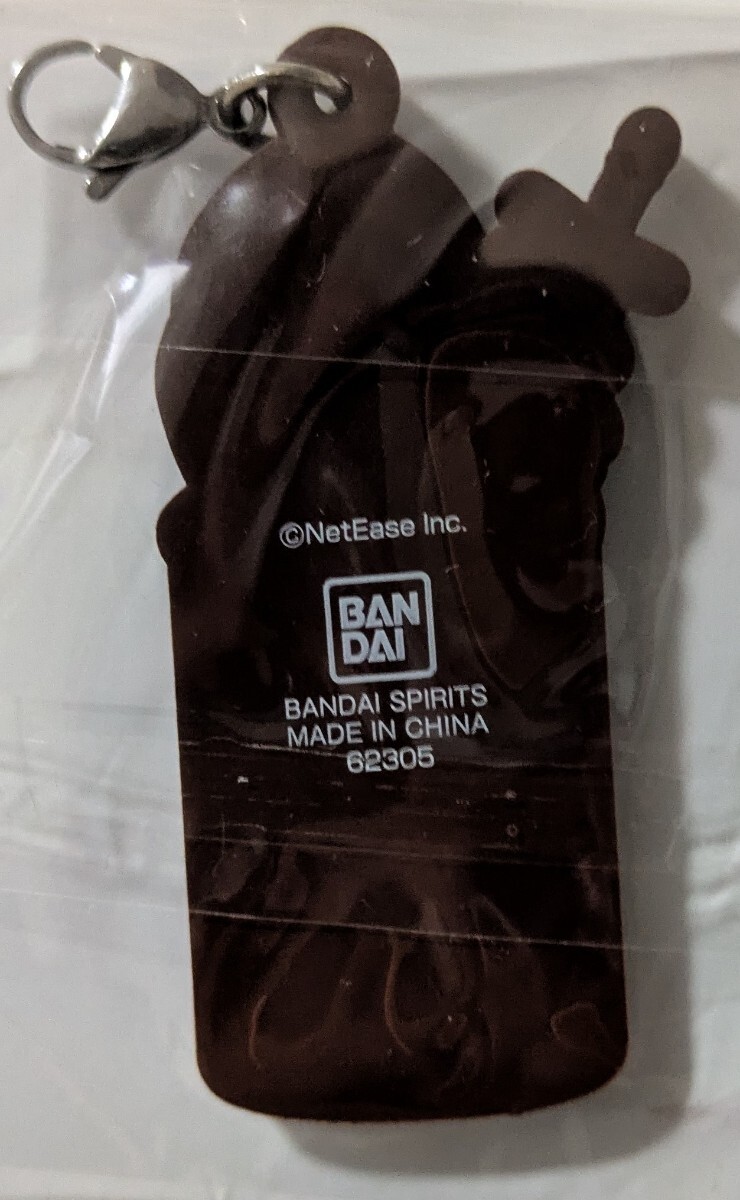 ©NetEase Inc.
BAN
DAI
BANDAI SPIRITS
MADE IN CHINA
62305